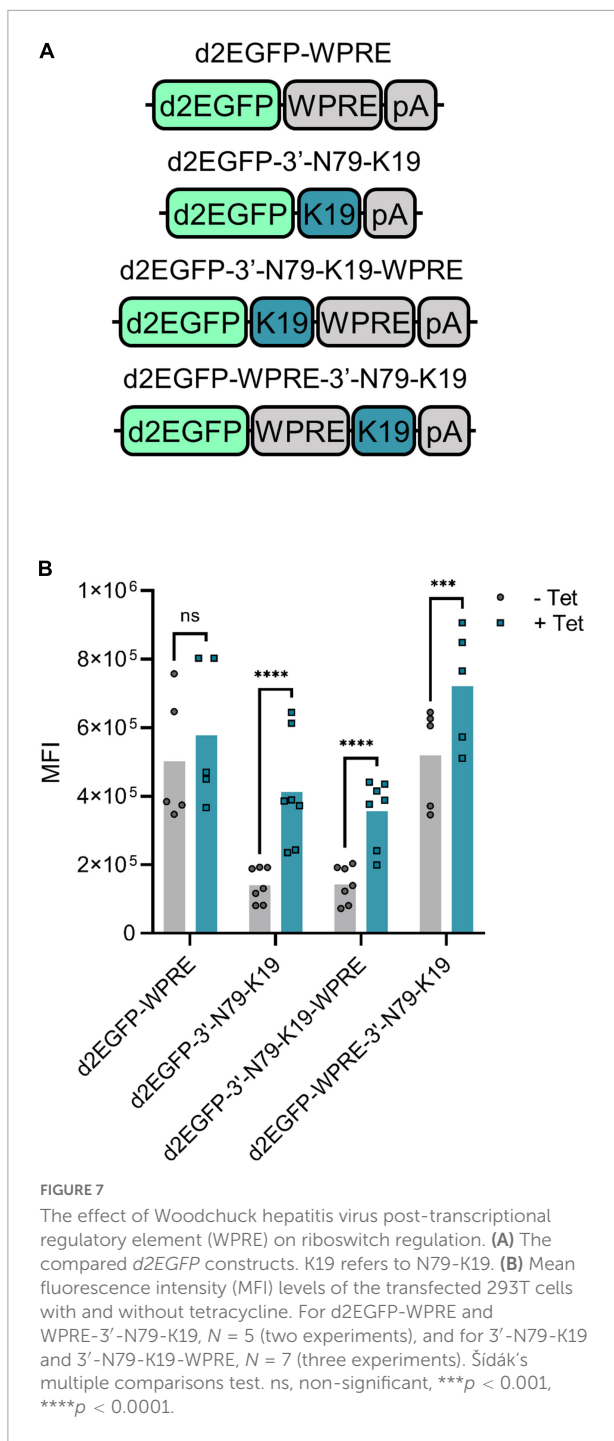 A
d2EGFP-WPRE
d2EGFP WPRE pA
d2EGFP-3'-N79-K19
d2EGFP K19 pA
d2EGFP-3'-N79-K19-WPRE
d2EGFP K19 WPRE pA
d2EGFP-WPRE-3'-N79-K19
d2EGFP WPRE K19 pA
B
MFI
1×10⁶
8×10⁵
6×10⁵
4×10⁵
2×10⁵
0
ns
****
****
***
- Tet
+ Tet
d2EGFP-WPRE
d2EGFP-3'-N79-K19
d2EGFP-3'-N79-K19-WPRE
d2EGFP-WPRE-3'-N79-K19
FIGURE 7
The effect of Woodchuck hepatitis virus post-transcriptional
regulatory element (WPRE) on riboswitch regulation. (A) The
compared d2EGFP constructs. K19 refers to N79-K19. (B) Mean
fluorescence intensity (MFI) levels of the transfected 293T cells
with and without tetracycline. For d2EGFP-WPRE and
WPRE-3′-N79-K19, N = 5 (two experiments), and for 3′-N79-K19
and 3′-N79-K19-WPRE, N = 7 (three experiments). Šídák's
multiple comparisons test. ns, non-significant, ***p < 0.001,
****p < 0.0001.